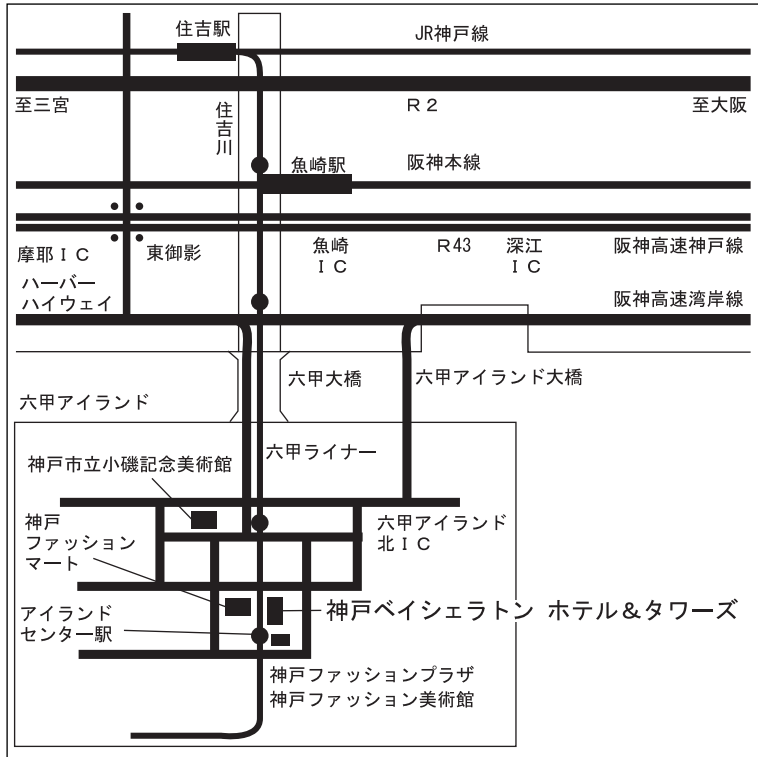 住吉駅
JR神戸線
至三宮
住吉川
R２
至大阪
魚崎駅
阪神本線
摩耶ＩＣ
東御影
魚崎
ＩＣ
R43
深江
ＩＣ
阪神高速神戸線
ハーバー
ハイウェイ
阪神高速湾岸線
六甲大橋
六甲アイランド大橋
六甲アイランド
六甲ライナー
神戸市立小磯記念美術館
神戸
ファッション
マート
六甲アイランド
北ＩＣ
アイランド
センター駅
神戸ベイシェラトン ホテル&タワーズ
神戸ファッションプラザ
神戸ファッション美術館